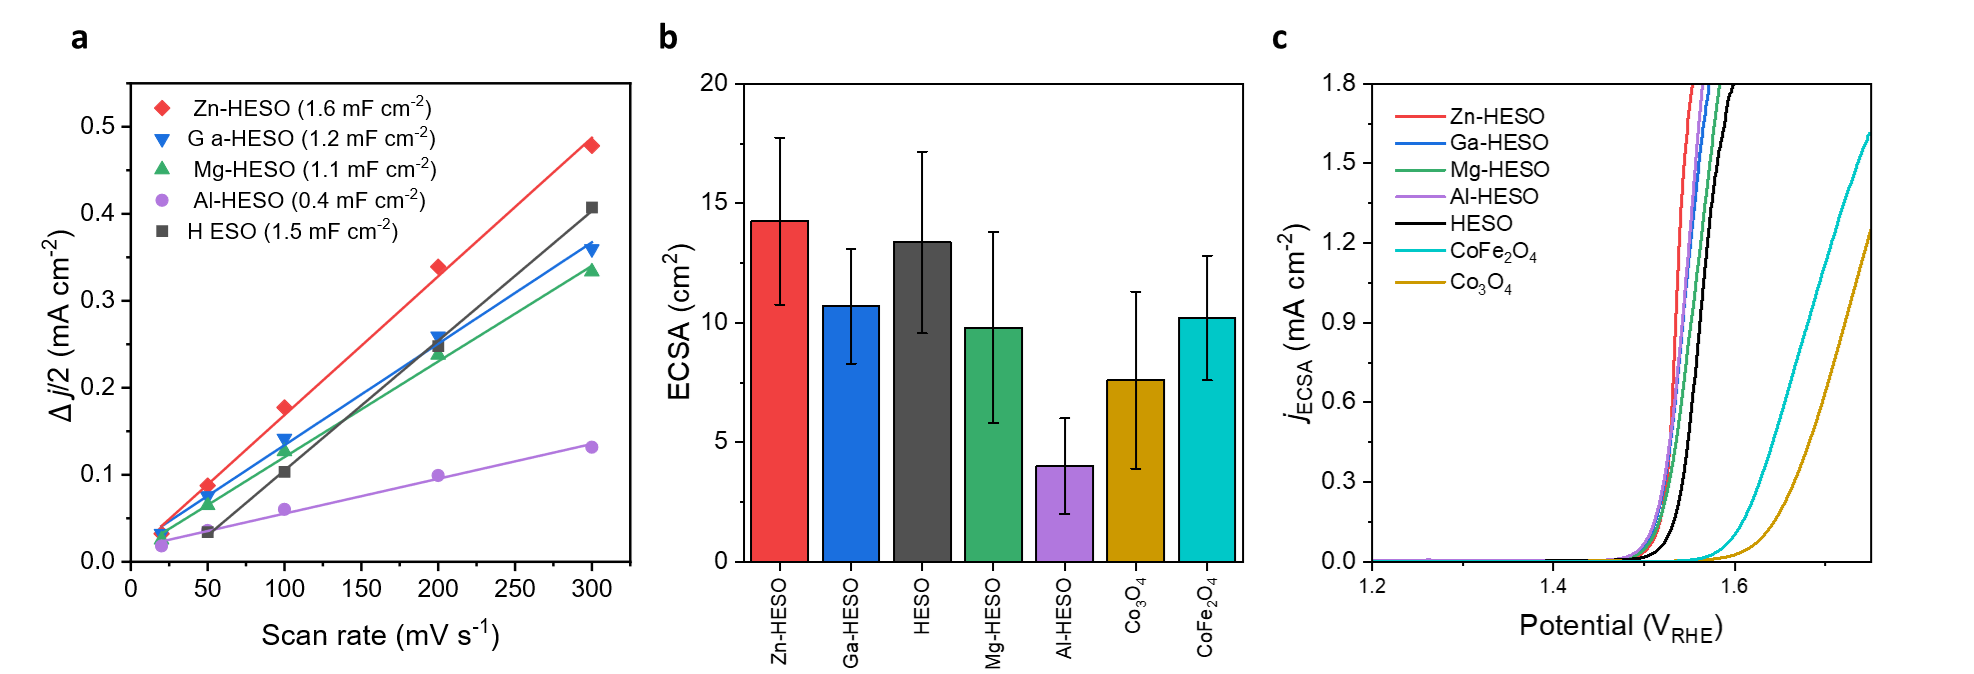 a
Δ j/2 (mA cm-2)
0.5
0.4
0.3
0.2
0.1
0.0
Zn-HESO (1.6 mF cm-2)
G a-HESO (1.2 mF cm-2)
Mg-HESO (1.1 mF cm-2)
Al-HESO (0.4 mF cm-2)
H ESO (1.5 mF cm-2)
0 50 100 150 200 250 300
Scan rate (mV s-1)
b
ECSA (cm2)
20
15
10
5
0
Zn-HESO
Ga-HESO
HESO
Mg-HESO
Al-HESO
Co3O4
CoFe2O4
c
jECSA (mA cm-2)
1.8
1.5
1.2
0.9
0.6
0.3
0.0
Zn-HESO
Ga-HESO
Mg-HESO
Al-HESO
HESO
CoFe2O4
Co3O4
1.2 1.4 1.6
Potential (VRHE)